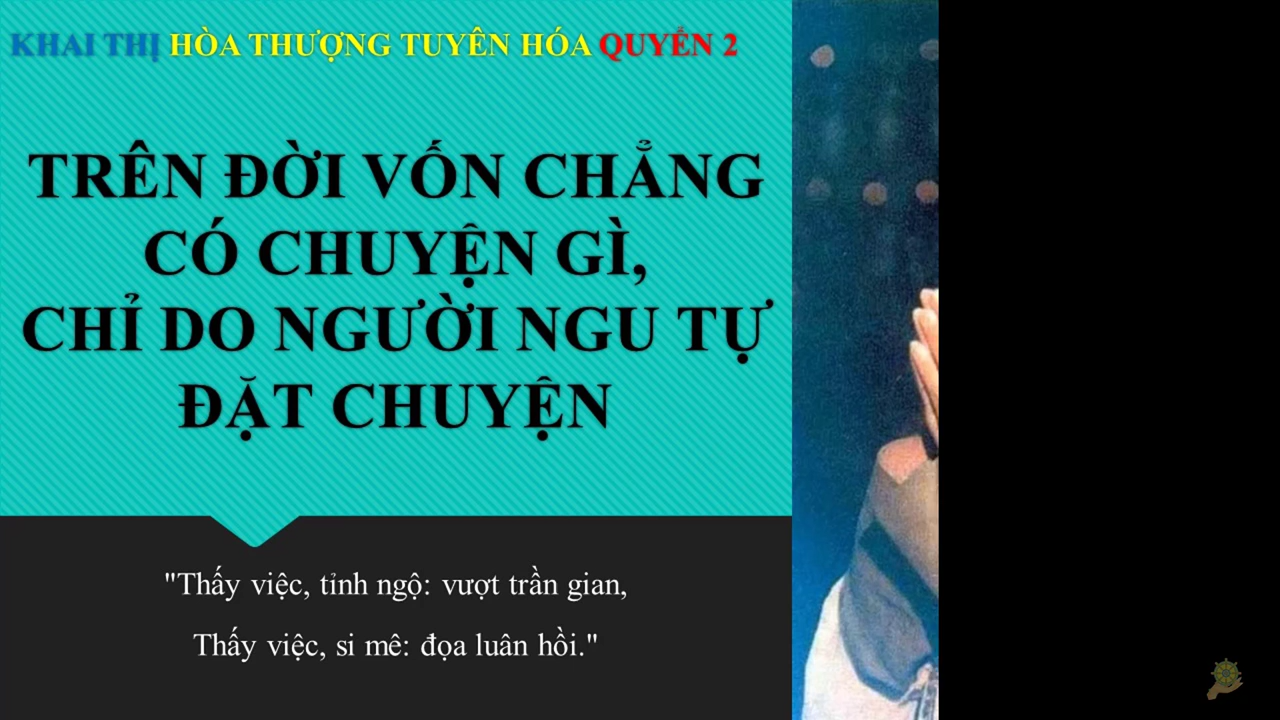 KHAI THỊ HÒA THƯỢNG TUYÊN HÓA QUYỂN 2
TRÊN ĐỜI VỐN CHẲNG
CÓ CHUYỆN GÌ,
CHỈ DO NGƯỜI NGU TỰ
ĐẶT CHUYỆN
"Thấy việc, tỉnh ngộ: vượt trần gian,
Thấy việc, si mê: đọa luân hồi."